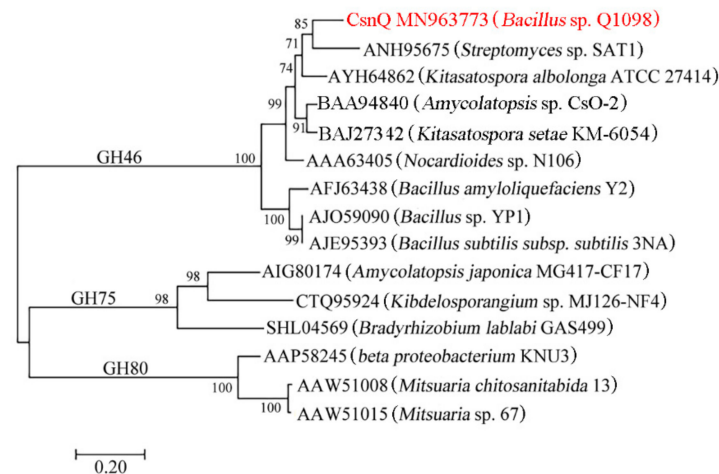 85
CsnQ MN963773 (Bacillus sp. Q1098)
71
ANH95675 (Streptomyces sp. SAT1)
74
AYH64862 (Kitasatospora albolonga ATCC 27414)
99
BAA94840 (Amycolatopsis sp. CsO-2)
91
BAJ27342 (Kitasatospora setae KM-6054)
GH46
100
AAA63405 (Nocardioides sp. N106)
AFJ63438 (Bacillus amyloliquefaciens Y2)
100
AJO59090 (Bacillus sp. YP1)
99
AJE95393 (Bacillus subtilis subsp. subtilis 3NA)
98
AIG80174 (Amycolatopsis japonica MG417-CF17)
GH75
98
CTQ95924 (Kibdelosporangium sp. MJ126-NF4)
SHL04569 (Bradyrhizobium lablabi GAS499)
AAP58245 (beta proteobacterium KNU3)
GH80
100
AAW51008 (Mitsuaria chitosanitabida 13)
100
AAW51015 (Mitsuaria sp. 67)
0.20